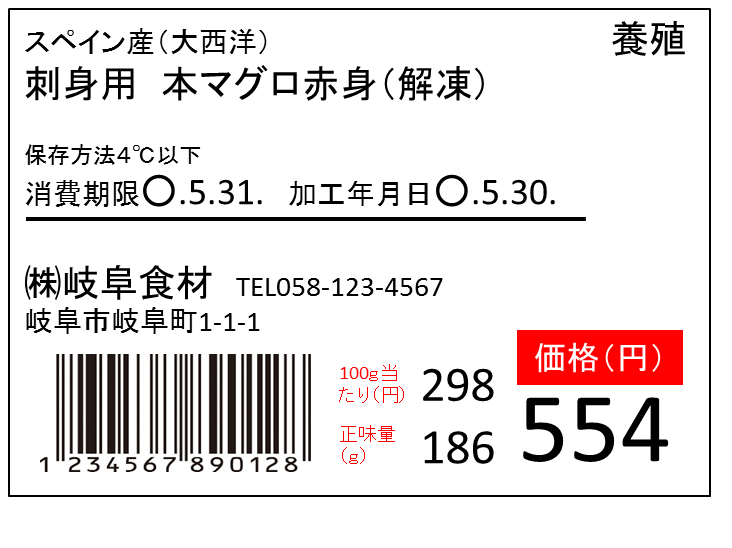 スペイン産（大西洋）
養殖
刺身用　本マグロ赤身（解凍）
保存方法４℃以下
消費期限〇.5.31.　加工年月日〇.5.30.
㈱岐阜食材　TEL058-123-4567
岐阜市岐阜町1-1-1
100g当
たり（円）
298
価格（円）
554
正味量
（g）
186
1 234567 890128